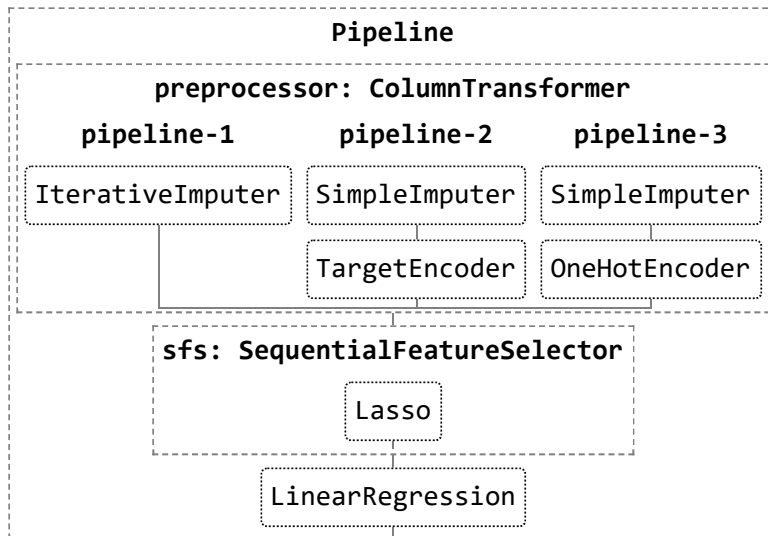 Pipeline
preprocessor: ColumnTransformer
pipeline-1 pipeline-2 pipeline-3
IterativeImputer SimpleImputer SimpleImputer
TargetEncoder OneHotEncoder
sfs: SequentialFeatureSelector
Lasso
LinearRegression